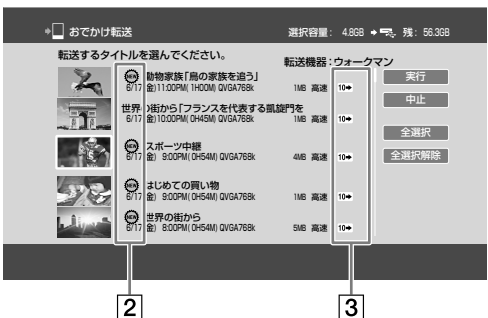 おでかけ転送
選択容量： 4.8GB 残： 56.3GB
転送するタイトルを選んでください。
転送機器：ウォークマン
NEW 動物家族「鳥の家族を追う」
6/17 金)11:00PM( 1H00M) QVGA768k 1MB 高速 10
世界の街から「フランスを代表する凱旋門を
6/17 金)10:00PM( 0H45M) QVGA768k 1MB 高速 10
NEW スポーツ中継
6/17 金) 9:00PM( 0H54M) QVGA768k 4MB 高速 10
NEW はじめての買い物
6/17 金) 9:00PM( 0H54M) QVGA768k 1MB 高速 10
NEW 世界の街から
6/17 金) 8:00PM( 0H54M) QVGA768k 5MB 高速 10
実行
中止
全選択
全選択解除
2
3